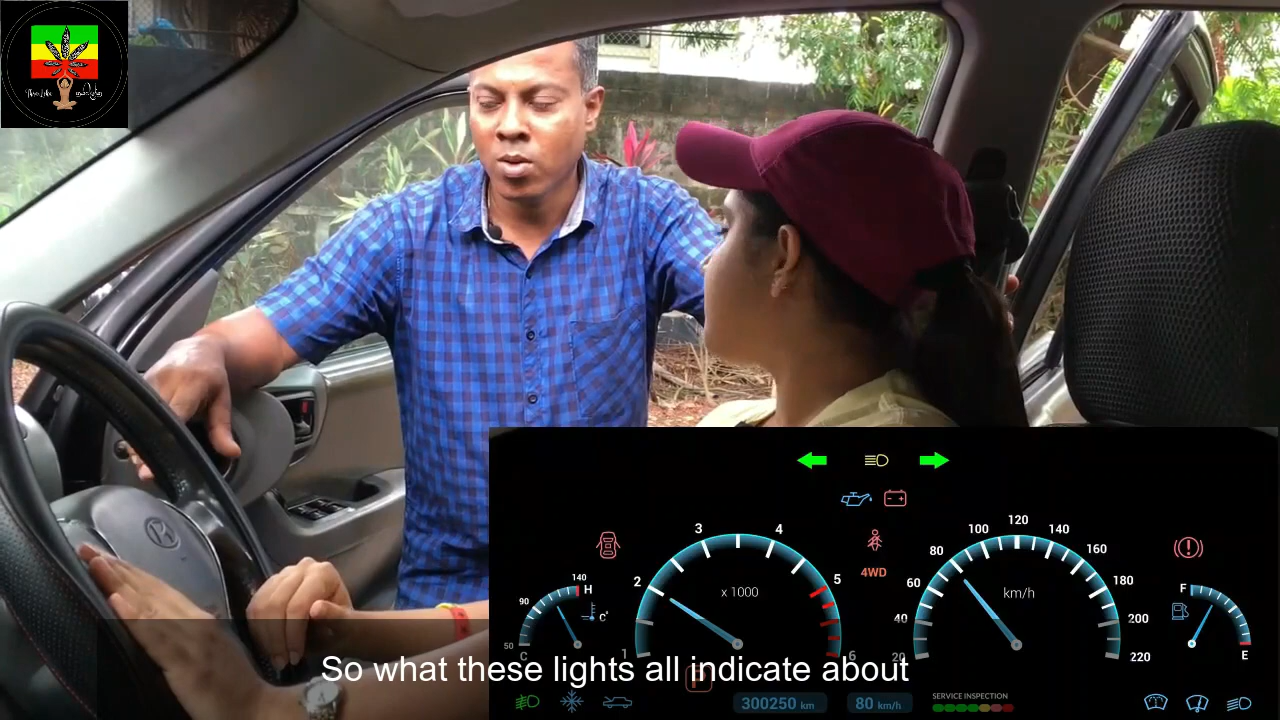 3
4
2
5
1
6
x 1000
140
H
90
C°
50
C
4WD
120
100
140
80
160
60
180
40
200
20
220
km/h
F
E
So what these lights all indicate about
P
300250 km
80 km/h
SERVICE INSPECTION